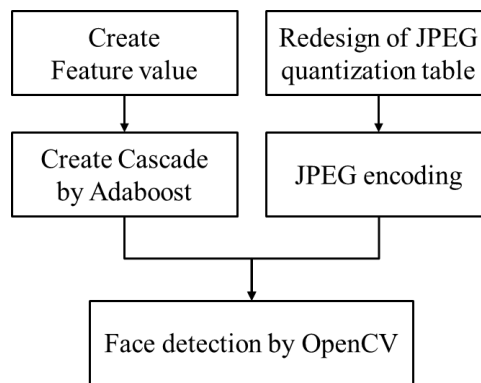 Create
Feature value
Redesign of JPEG
quantization table
Create Cascade
by Adaboost
JPEG encoding
Face detection by OpenCV